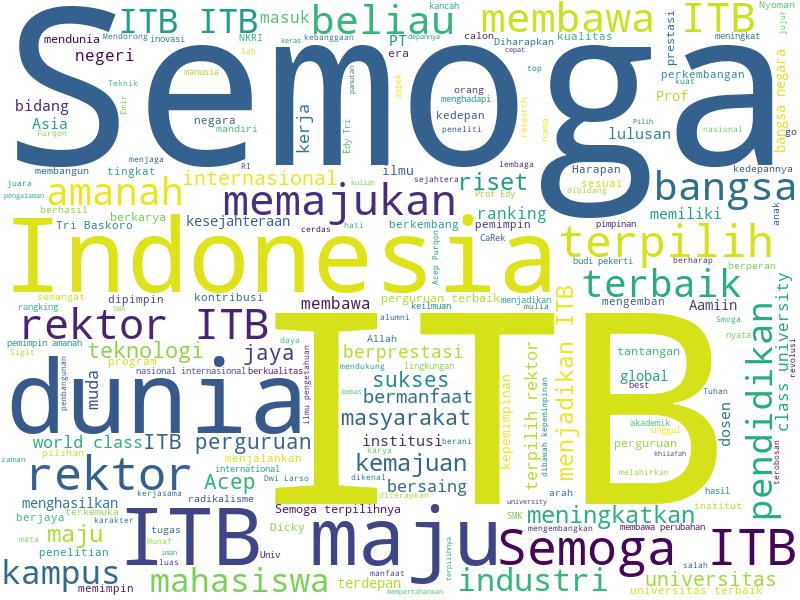 Semoga
ITB ITB
masuk
beliau
kancah
membawa ITB
Nyoman
mendunia
Mendorong
inovasi
NKRI
keras
kebanggaan
PT
depannya
calon
Diharapkan
kualitas
prestasi
meningkat
jujur
negeri
lab
era
cepat
manusia
panutan
aspek
top
kuat
perkembangan
bangsa negara
bidang
Teknik
Emir
Asia
Furqon
negara
mandiri
kerja
Edy Tri
orang
menghadapi
kedepan
peneliti
research
nama
Prof
lulusan
Pilih
nasional
go
membangun
menjaga
RI
tingkat
internasional
kuliah
ilmu
sejahtera
lembaga
Harapan
sesuai
dibidang
kedepannya
juara
pengalaman
amanah
memajukan
riset
Prof Edy
bangsa
berhasil
berkarya
Tri Baskoro
kesejahteraan
cerdas
hati
berkembang
pemimpin
ranking
CaRek
pimpinan
memiliki
anak
Indonesia
Acep Purqon
terpilih
budi pekerti
berharap
berperan
semangat
rangking
SMA
dipimpin
kontribusi
membawa
perguruan terbaik
keilmuan
menjadikan
mulia
terbaik
mengemban
Aamiin
Smoga
nyata
class university
revolusi
rektor ITB
pemimpin amanah
Sigit
teknologi
program
jaya
daya
alumni
Allah
berprestasi
mendukung
lingkungan
ITB
menjadikan ITB
tantangan
global
best
Tuhan
pendidikan
dunia
pembangunan
muda
nasional internasional
berkualitas
ilmu pengetahuan
bebas
sukses
bermanfaat
masyarakat
kepemimpinan
terpilih rektor
dibawah kepemimpinan
akademik
unggul
perguruan
khilafah
dosen
terobosan
world class
ITB perguruan
zaman
pilihan
menjalankan
institusi
karya
berani
kemajuan
dikenal
bersaing
melahirkan
rektor
international
Acep
Dwi Larso
diterapkan
university
arah
hasil
institut
menghasilkan
kerjasama
radikalisme
berjaya
terkemuka
karakter
ITB maju
tugas
Munaf
iman
luas
Univ
Semoga terpilihnya
Dicky
SMK
meningkatkan
mengembangkan
membawa perubahan
maju
mata
penelitian
Semoga ITB
salah
kampus
memimpin
mahasiswa
terdepan
manfaat
mempertahankan
terpilihnya
industri
universitas
universitas terbaik